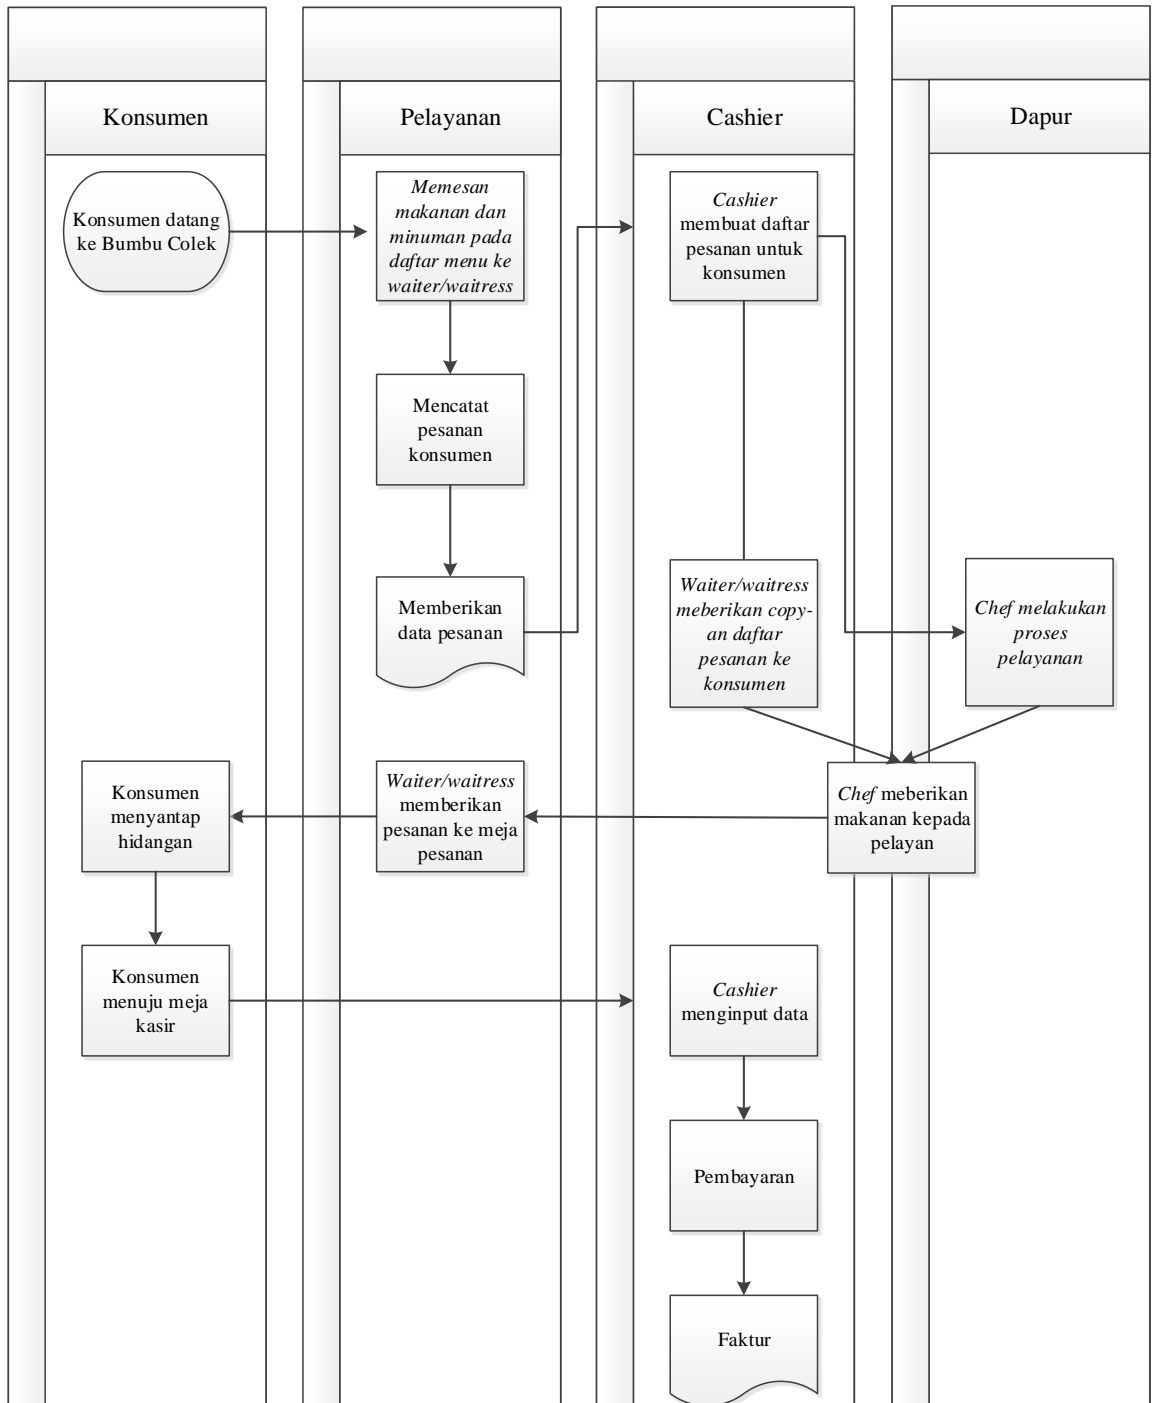 Konsumen
Pelayanan
Cashier
Dapur
Konsumen datang
ke Bumbu Colek
Memesan
makanan dan
minuman pada
daftar menu ke
waiter/waitress
Cashier
membuat daftar
pesanan untuk
konsumen
Mencatat
pesanan
konsumen
Memberikan
data pesanan
Waiter/waitress
meberikan copy-
an daftar
pesanan ke
konsumen
Chef melakukan
proses
pelayanan
Konsumen
menyantap
hidangan
Waiter/waitress
memberikan
pesanan ke meja
pesanan
Chef meberikan
makanan kepada
pelayan
Konsumen
menuju meja
kasir
Cashier
menginput data
Pembayaran
Faktur